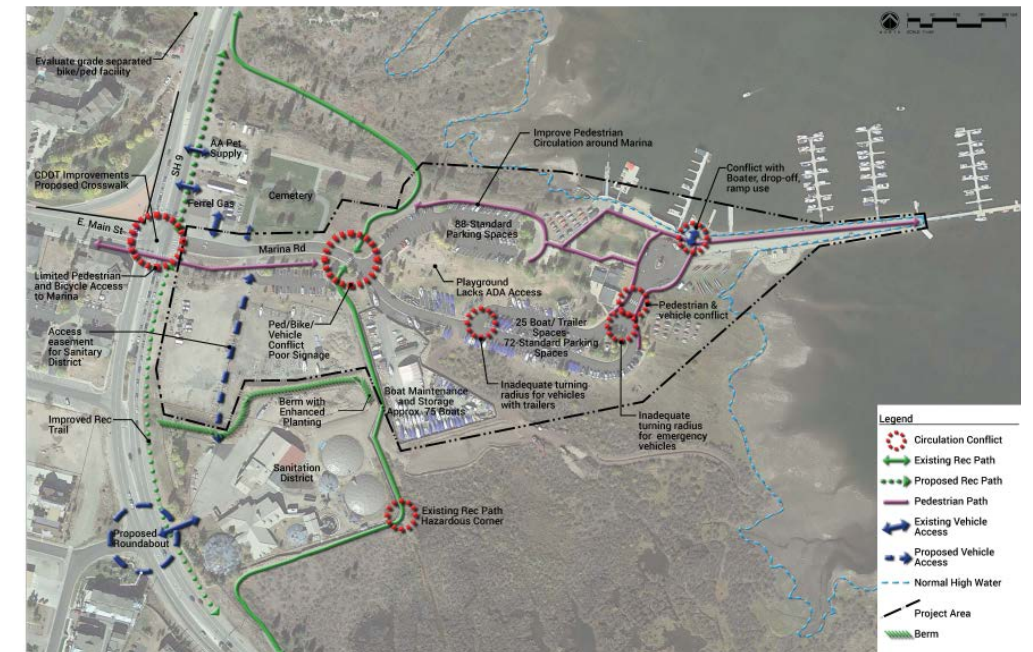 Evaluate grade separated
bike/ped facility
SH 6
AA Pet
Supply
CDOT Improvements
Proposed Crosswalk
Ferrel Gas
Cemetery
E. Main St
Marina Rd
Improve Pedestrian
Circulation around Marina
88-Standard
Parking Spaces
Conflict with
Boater, drop-off,
ramp use
Limited Pedestrian
and Bicycle Access
to Marina
Playground
Lacks ADA Access
Pedestrian &
vehicle conflict
25 Boat/ Trailer
Spaces-
72-Standard Parking
Spaces
Access
easement
for Sanitary
District
Ped/Bike/
Vehicle
Conflict
Poor Signage
Boat Maintenance
and Storage
Approx. 75 Boats
Inadequate turning
radius for vehicles
with trailers
Inadequate
turning radius
for emergency
vehicles
Berm with
Enhanced
Planting
Improved Rec
Trail
Sanitation
District
Existing Rec Path
Hazardous Corner
Proposed
Roundabout
Legend
Circulation Conflict
Existing Rec Path
Proposed Rec Path
Pedestrian Path
Existing Vehicle
Access
Proposed Vehicle
Access
Normal High Water
Project Area
Berm